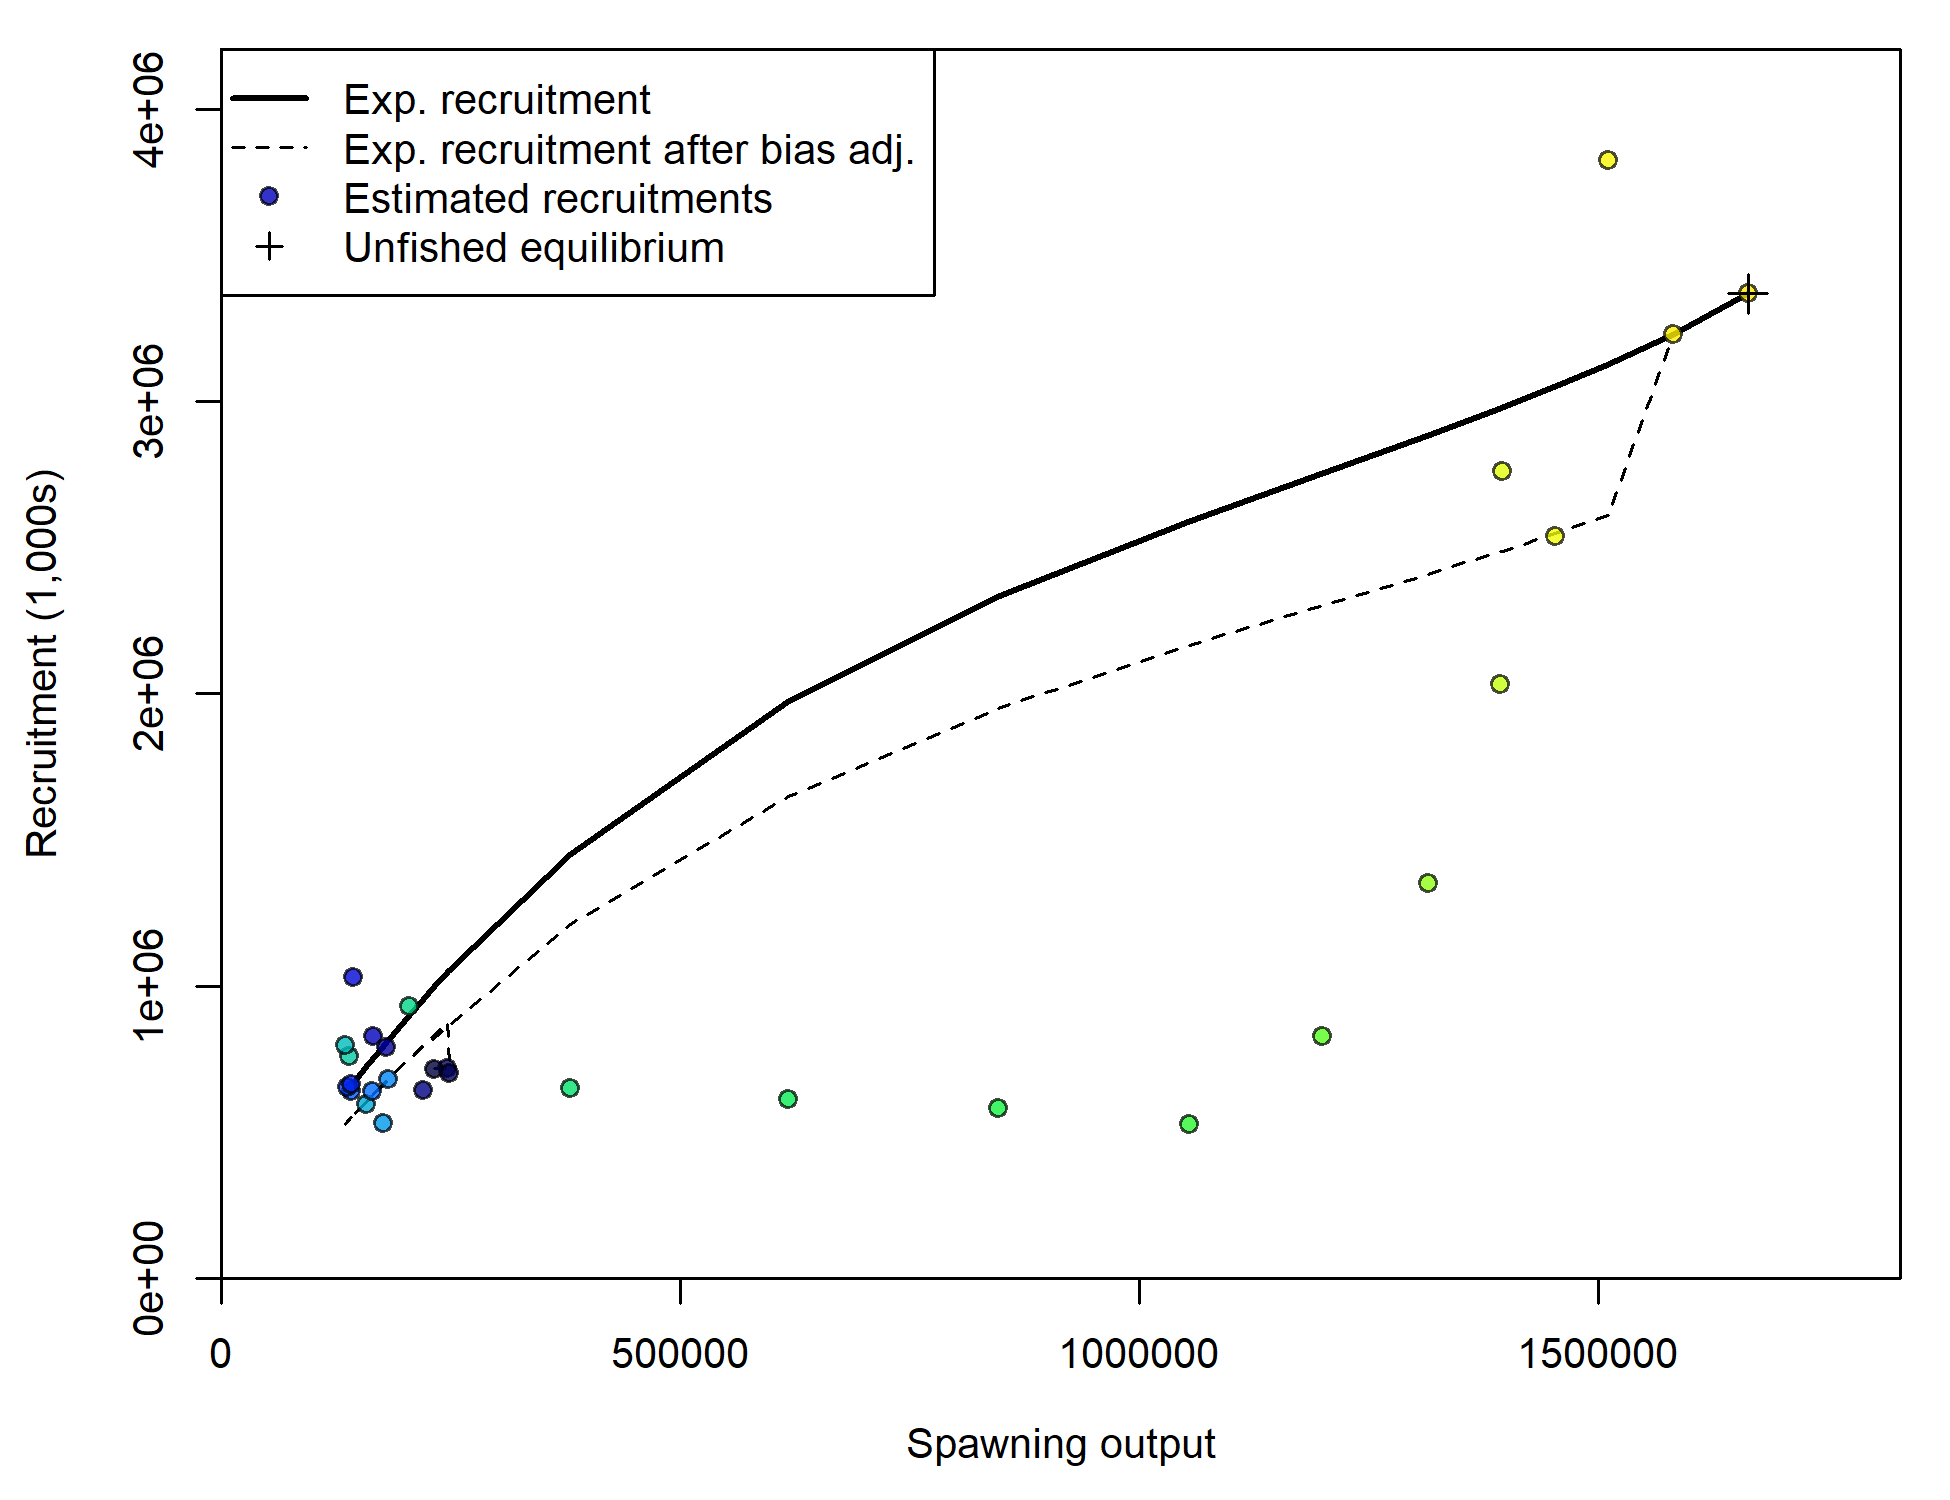 Exp. recruitment
Exp. recruitment after bias adj.
Estimated recruitments
Unfished equilibrium
4e+06
3e+06
2e+06
1e+06
0e+00
Recruitment (1,000s)
0 500000 1000000 1500000
Spawning output